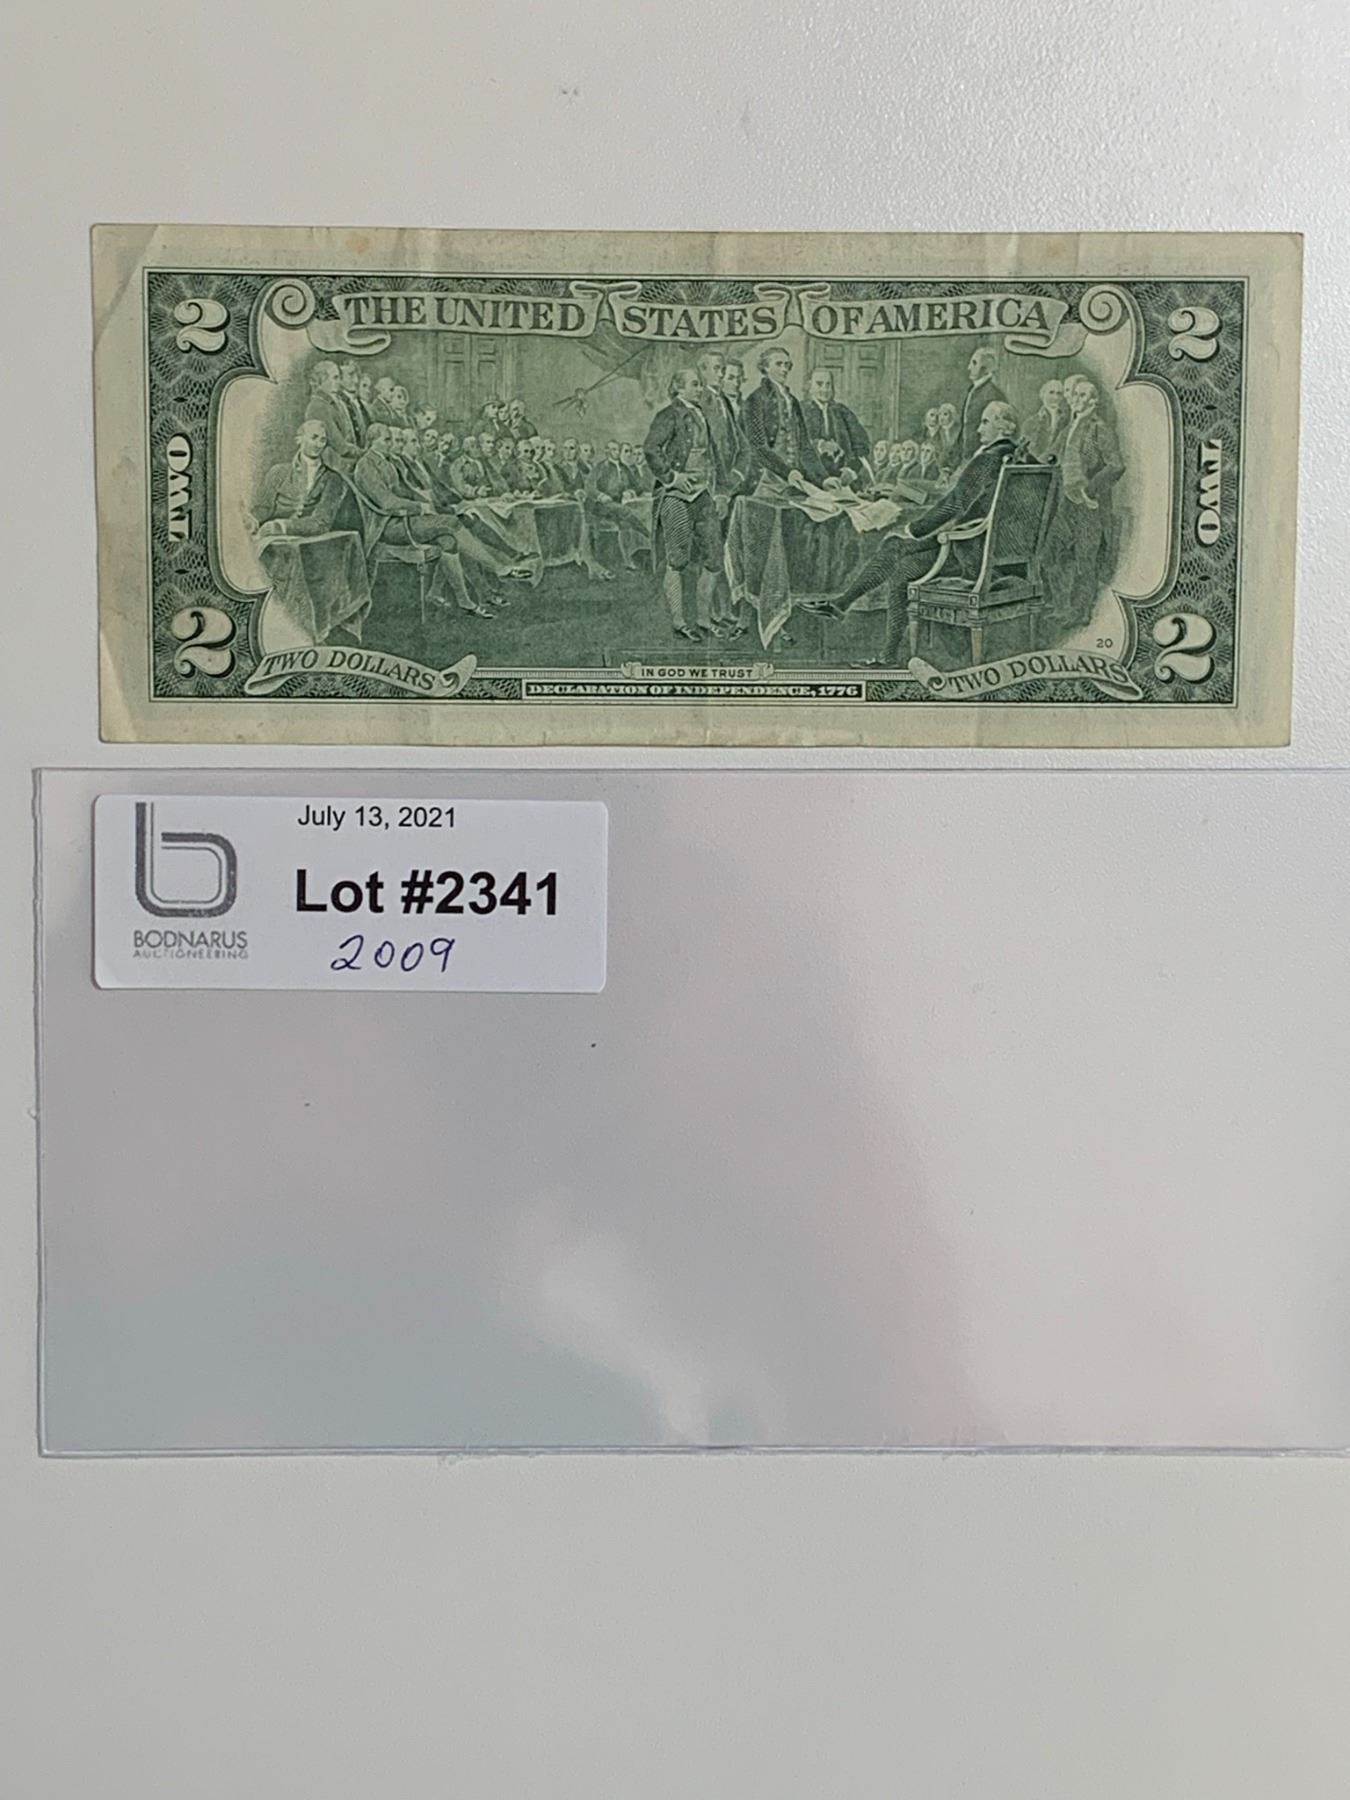 2 THE UNITED STATES OF AMERICA 2
TWO TWO
20
2 TWO DOLLARS IN GOD WE TRUST TWO DOLLARS 2
DECLARATION OF INDEPENDENCE, 1776
July 13, 2021
Lot #2341
BODNARUS
AUCTIONEERING
2009